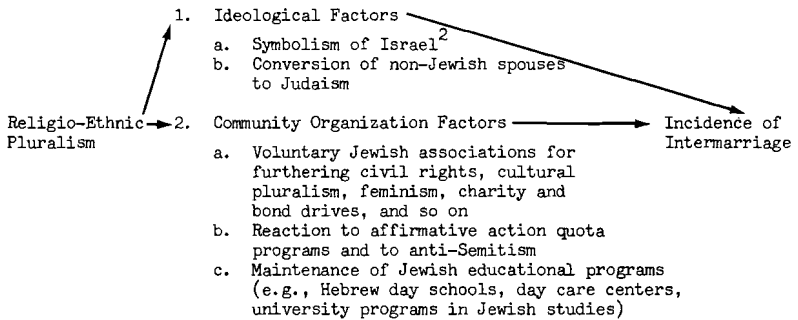 1. Ideological Factors
a. Symbolism of Israel2
b. Conversion of non-Jewish spouses
to Judaism
Religio-Ethnic 2. Community Organization Factors Incidence of
Pluralism Intermarriage
a. Voluntary Jewish associations for
furthering civil rights, cultural
pluralism, feminism, charity and
bond drives, and so on
b. Reaction to affirmative action quota
programs and to anti-Semitism
c. Maintenance of Jewish educational programs
(e.g., Hebrew day schools, day care centers,
university programs in Jewish studies)